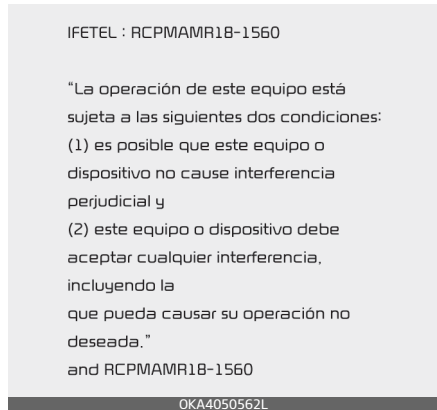 IFETEL : RCPMAMR18-1560
“La operación de este equipo está
sujeta a las siguientes dos condiciones:
(1) es posible que este equipo o
dispositivo no cause interferencia
perjudicial y
(2) este equipo o dispositivo debe
aceptar cualquier interferencia,
incluyendo la
que pueda causar su operación no
deseada.”
and RCPMAMR18-1560
OKA4050562L